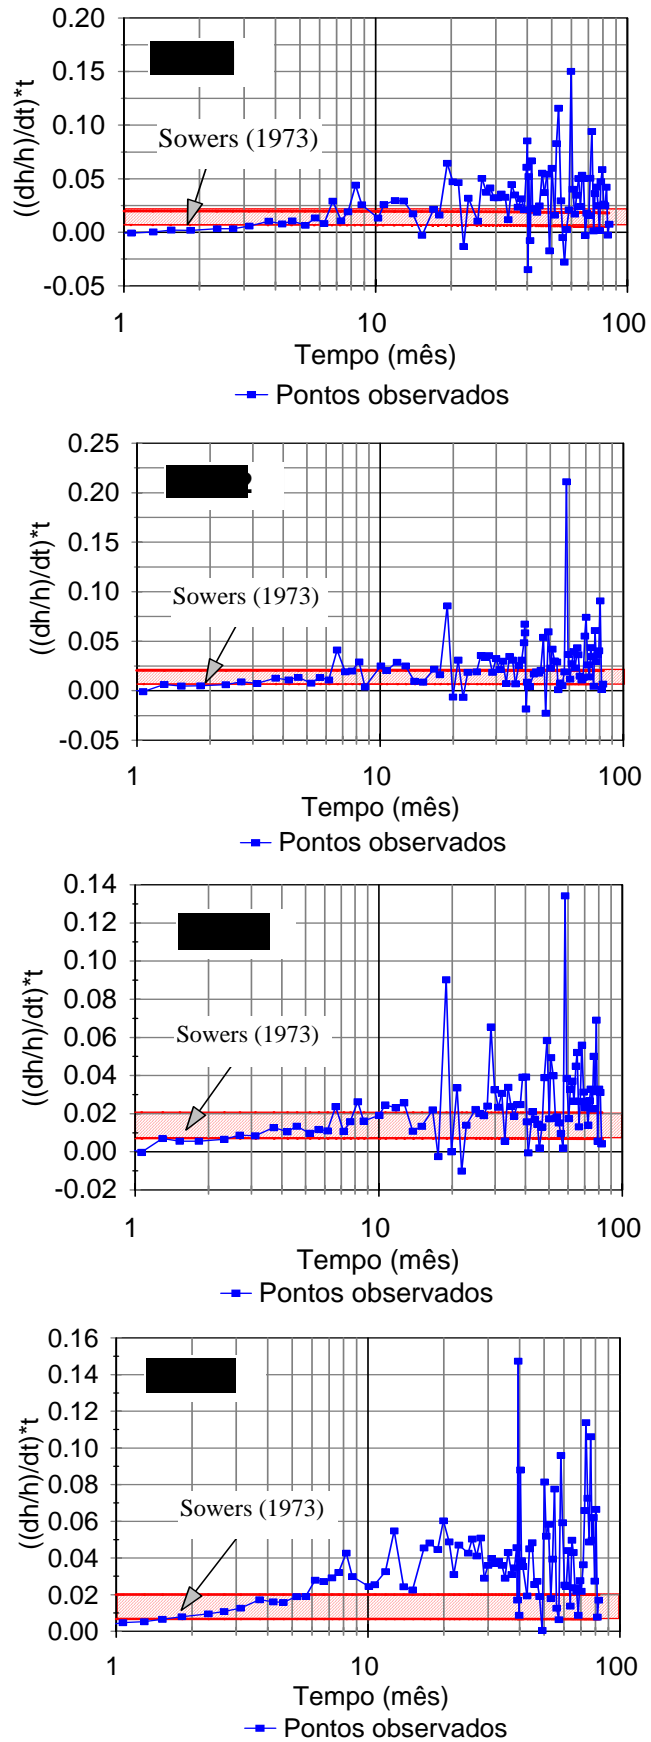 0.20
0.15
0.10
0.05
0.00
-0.05
((dh/h)/dt)*t
Sowers (1973)
1 10 100
Tempo (mês)
Pontos observados
0.25
0.20
0.15
0.10
0.05
0.00
-0.05
((dh/h)/dt)*t
Sowers (1973)
1 10 100
Tempo (mês)
Pontos observados
0.14
0.12
0.10
0.08
0.06
0.04
0.02
0.00
-0.02
((dh/h)/dt)*t
Sowers (1973)
1 10 100
Tempo (mês)
Pontos observados
0.16
0.14
0.12
0.10
0.08
0.06
0.04
0.02
0.00
((dh/h)/dt)*t
Sowers (1973)
1 10 100
Tempo (mês)
Pontos observados